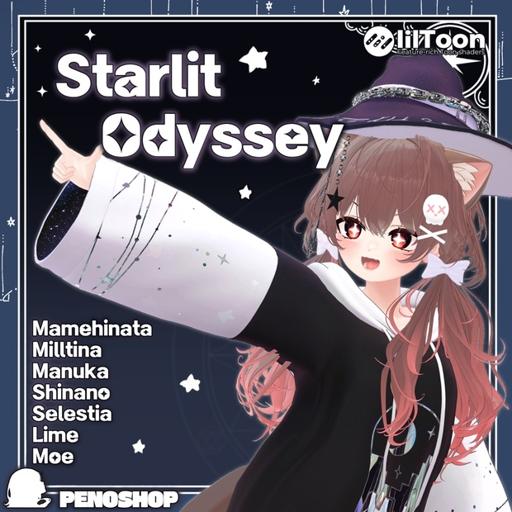 lilToon
Feature-rich toon shaders
Starlit
Odyssey
Mamehinata
Milltina
Manuka
Shinano
Selestia
Lime
Moe
PENOSHOP